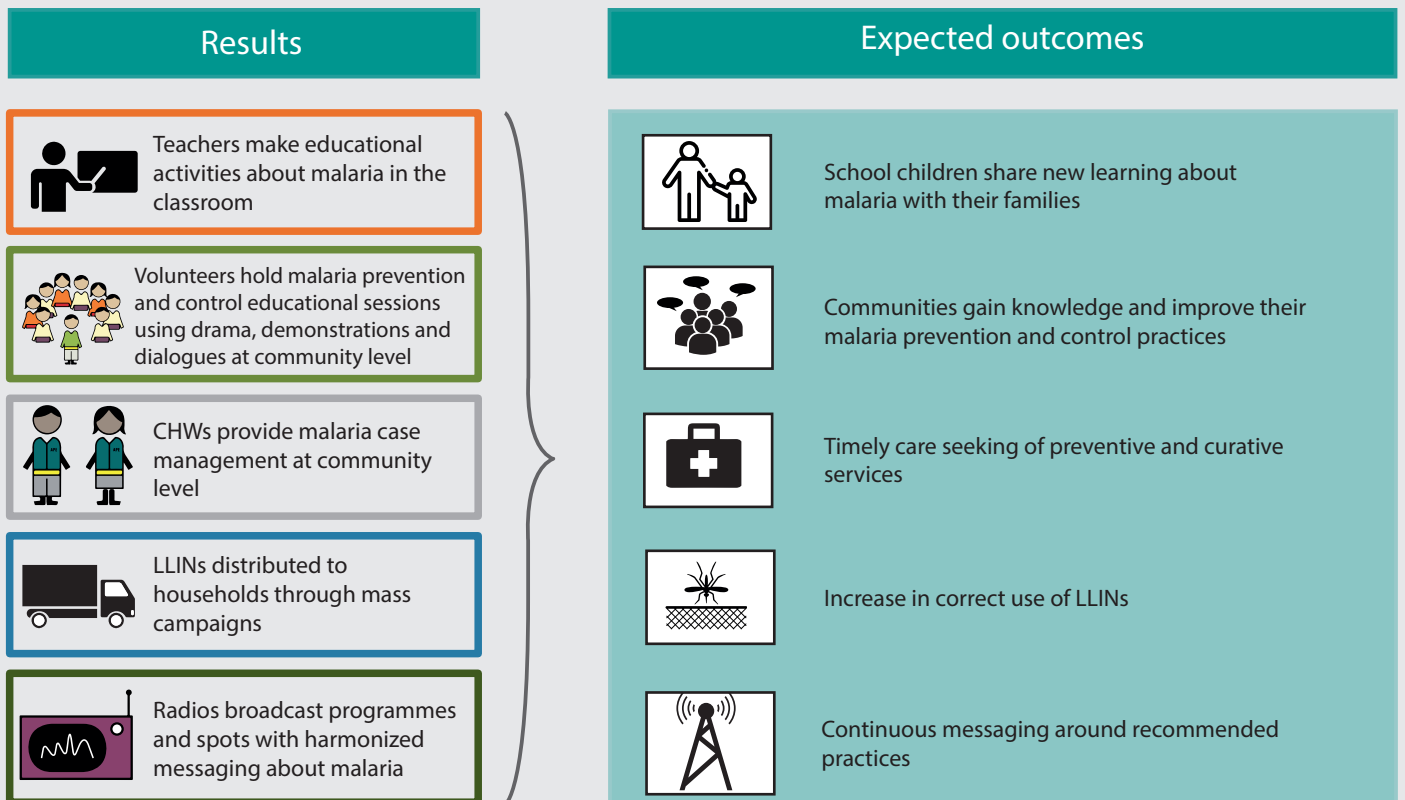 Results
Teachers make educational
activities about malaria in the
classroom
Volunteers hold malaria prevention
and control educational sessions
using drama, demonstrations and
dialogues at community level
CHWs provide malaria case
management at community
level
LLINs distributed to
households through mass
campaigns
Radios broadcast programmes
and spots with harmonized
messaging about malaria
Expected outcomes
School children share new learning about
malaria with their families
Communities gain knowledge and improve their
malaria prevention and control practices
Timely care seeking of preventive and curative
services
Increase in correct use of LLINs
Continuous messaging around recommended
practices